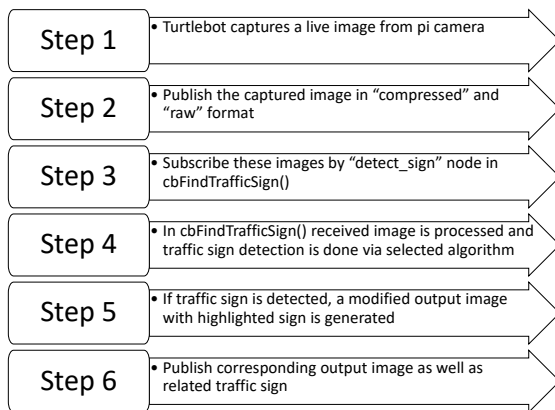 Step 1
• Turtlebot captures a live image from pi camera
Step 2
• Publish the captured image in “compressed” and
“raw” format
Step 3
• Subscribe these images by “detect_sign” node in
cbFindTrafficSign()
Step 4
• In cbFindTrafficSign() received image is processed and
traffic sign detection is done via selected algorithm
Step 5
• If traffic sign is detected, a modified output image
with highlighted sign is generated
Step 6
• Publish corresponding output image as well as
related traffic sign